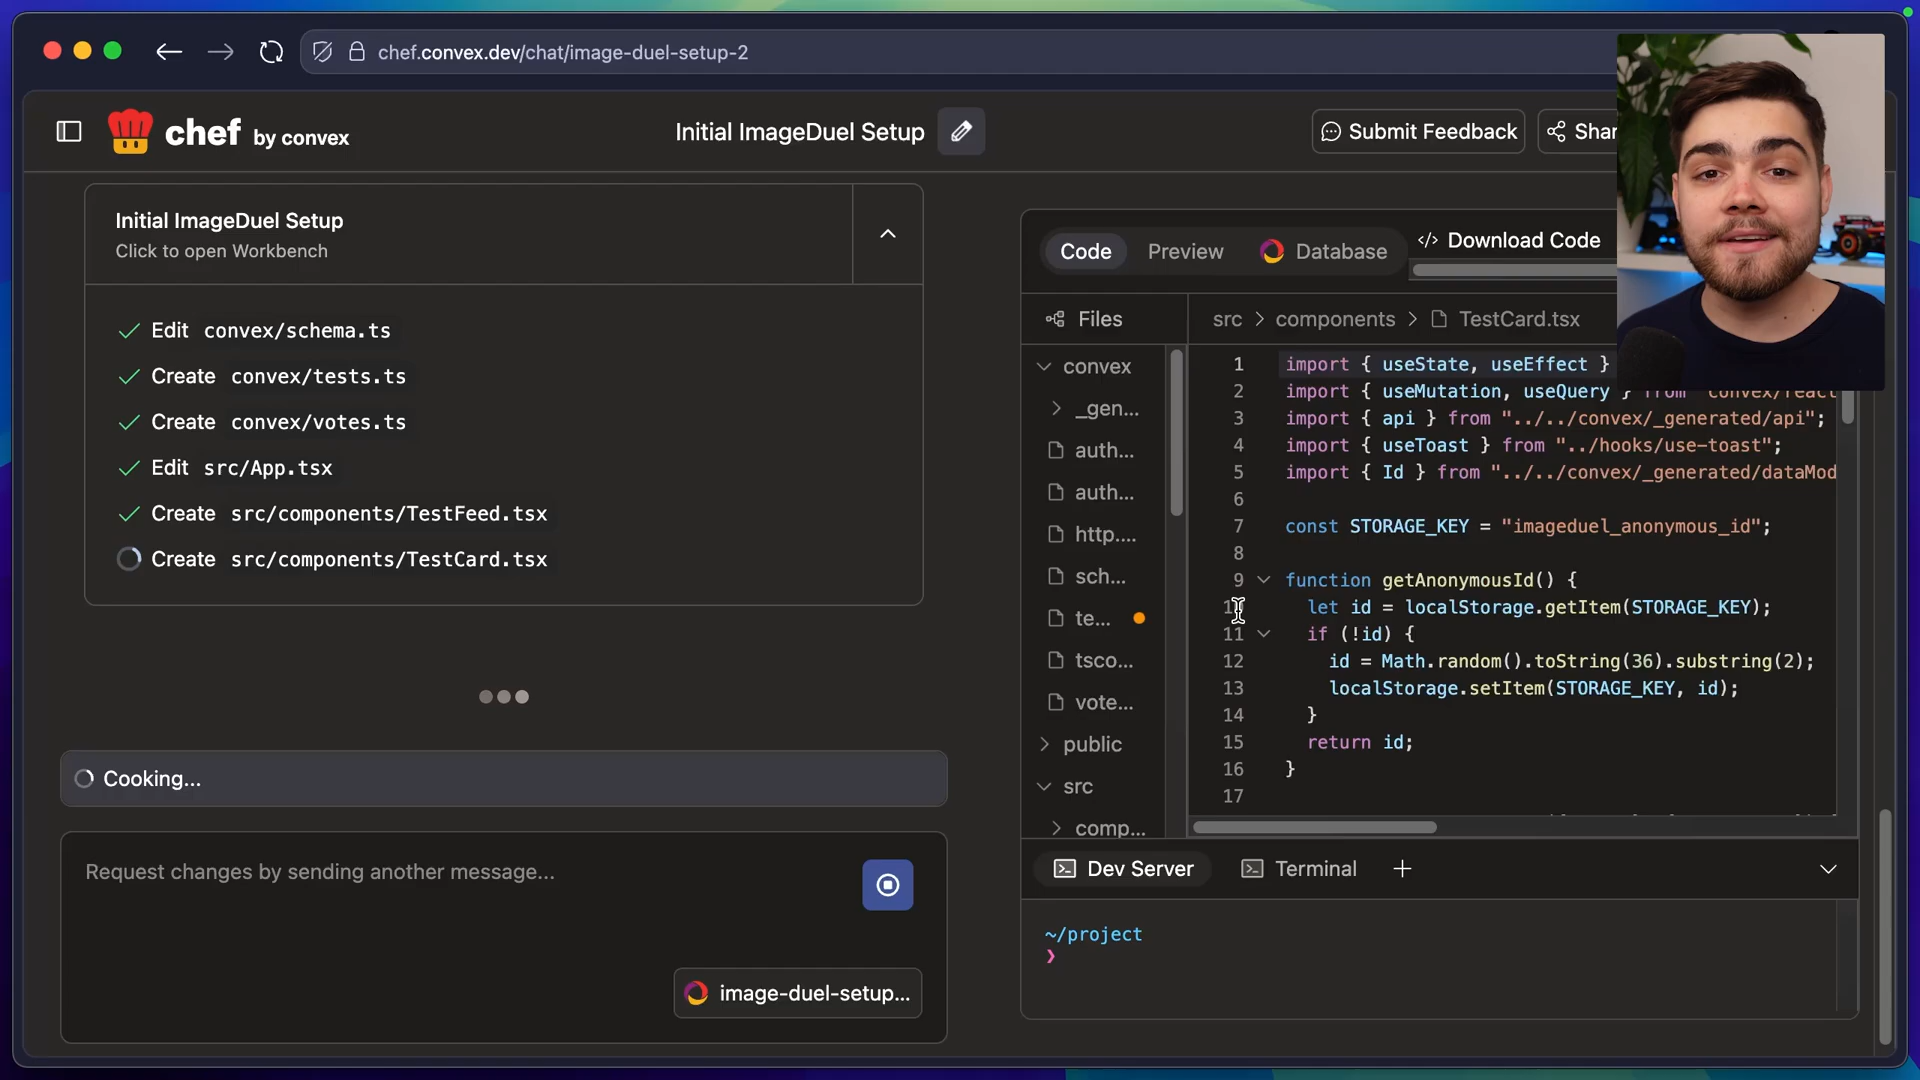 chef.convex.dev/chat/image-duel-setup-2
chef by convex
Initial ImageDuel Setup
Submit Feedback
Shar
Initial ImageDuel Setup
Click to open Workbench
Edit convex/schema.ts
Create convex/tests.ts
Create convex/votes.ts
Edit src/App.tsx
Create src/components/TestFeed.tsx
Create src/components/TestCard.tsx
Cooking...
Request changes by sending another message...
image-duel-setup...
Code
Preview
Database
</> Download Code
Files
convex
_gen...
auth...
auth...
http....
sch...
te...
tsco...
vote...
public
src
comp...
src > components > TestCard.tsx
1 import { useState, useEffect }
2 import { useMutation, useQuery } from "convex/react
3 import { api } from "../../convex/_generated/api";
4 import { useToast } from "../hooks/use-toast";
5 import { Id } from "../../convex/_generated/dataMod
6
7 const STORAGE_KEY = "imageduel_anonymous_id";
8
9 function getAnonymousId() {
10 let id = localStorage.getItem(STORAGE_KEY);
11 if (!id) {
12 id = Math.random().toString(36).substring(2);
13 localStorage.setItem(STORAGE_KEY, id);
14 }
15 return id;
16 }
17
Dev Server
Terminal
~/project
❯